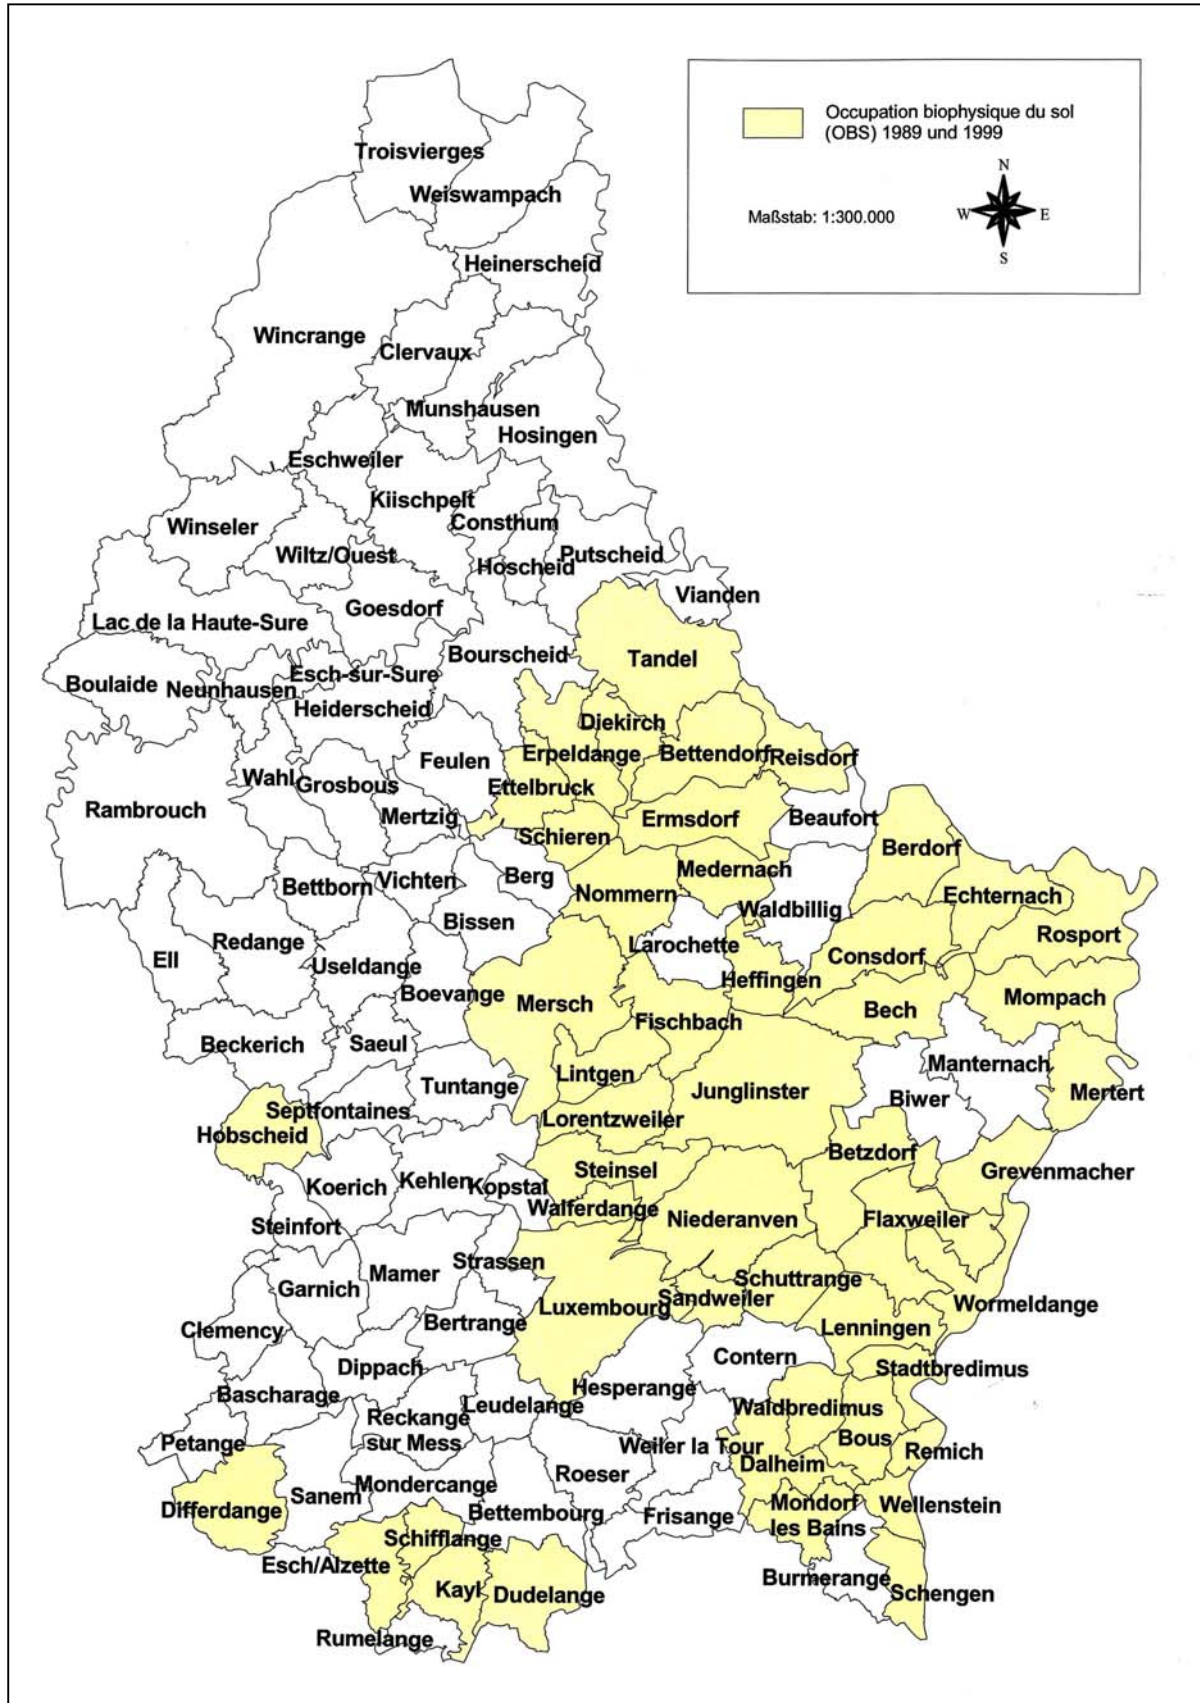 Occupation biophysique du sol
(OBS) 1989 und 1999
N
Maßstab: 1:300.000
W
E
S
Troisvierges
Weiswampach
Heinerscheid
Wincrange
Clervaux
Munshausen
Hosingen
Eschweiler
Kiischpelt
Winseler
Consthum
Wiltz/Ouest
Putscheid
Hoscheid
Vianden
Goesdorf
Lac de la Haute-Sure
Bourscheid
Tandel
Esch-sur-Sure
Boulaide
Neunhausen
Heiderscheid
Diekirch
Erpeldange
Bettendorf
Reisdorf
Feulen
Wahl
Grosbous
Ettelbruck
Rambrouch
Mertzig
Ermsdorf
Beaufort
Schieren
Berdorf
Medernach
Berg
Vichten
Bettborn
Nommern
Echternach
Waldbillig
Bissen
Rosport
Redange
Larochette
Consdorf
Ell
Useldange
Heffingen
Boevange
Mersch
Mompach
Bech
Fischbach
Beckerich
Saeul
Manternach
Lintgen
Tuntange
Junglinster
Mertert
Biwer
Septfontaines
Lorentzweiler
Hobscheid
Betzdorf
Steinsel
Grevenmacher
Kehlen
Koerich
Kopstal
Walferdange
Niederanven
Flaxweiler
Steinfort
Strassen
Mamer
Schuttrange
Garnich
Sandweiler
Luxembourg
Wormeldange
Bertrange
Lenningen
Clemency
Contern
Dippach
Stadtbredimus
Hesperange
Bascharage
Leudelange
Waldbredimus
Reckange
sur Mess
Bous
Petange
Weiler la Tour
Remich
Dalheim
Roeser
Mondercange
Sanem
Mondorf
les Bains
Wellenstein
Differdange
Bettembourg
Frisange
Schifflange
Esch/Alzette
Burmerange
Kayl
Dudelange
Schengen
Rumelange